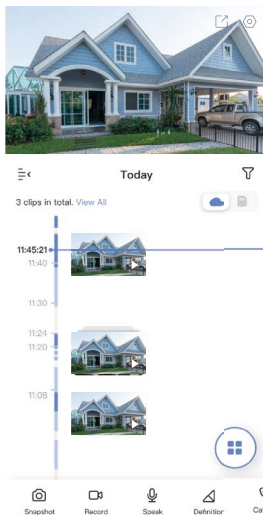 Today
3 clips in total. View All
11:45:21
11:40
11:30
11:24
11:20
11:08
Snapshot Record Speak Definition